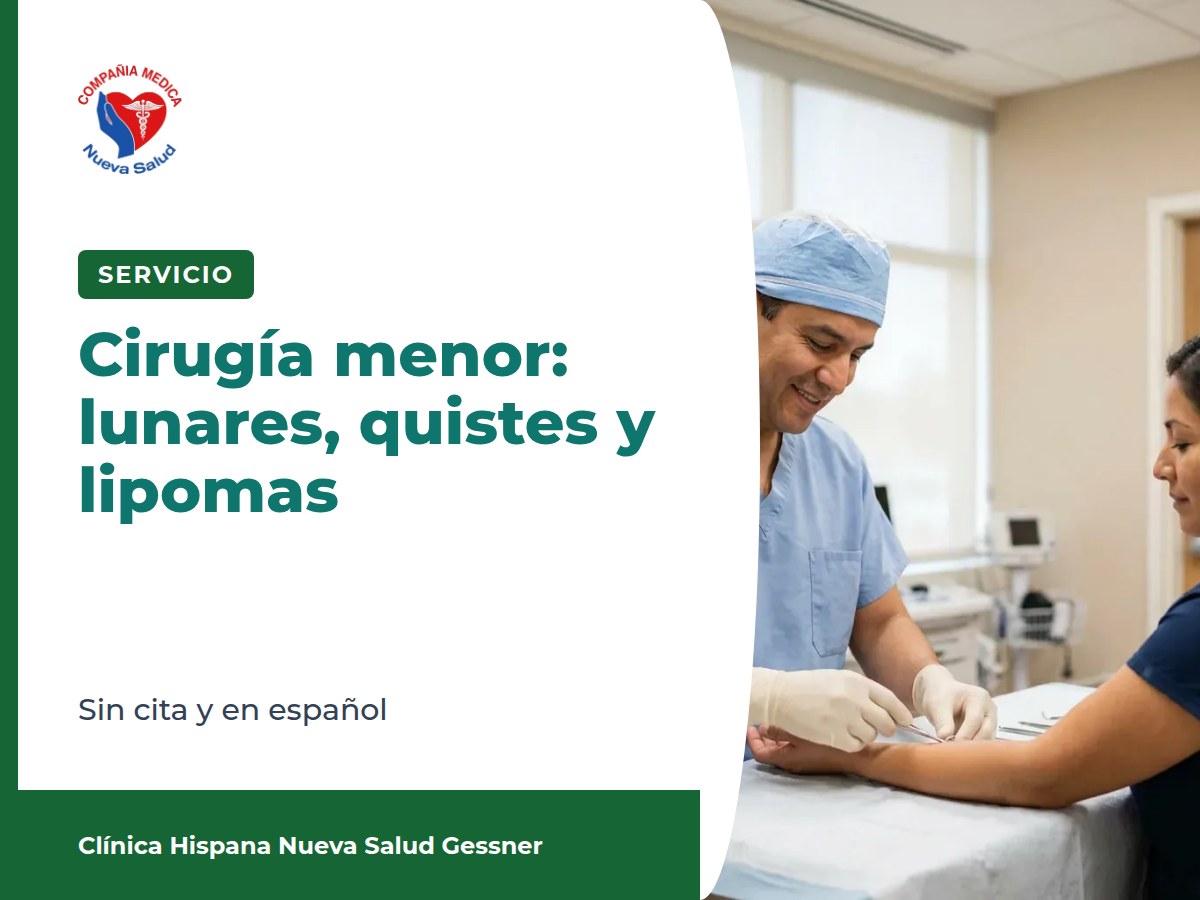 COMPAÑIA MEDICA
Nueva Salud
SERVICIO
Cirugía menor:
lunares, quistes y
lipomas
Sin cita y en español
Clínica Hispana Nueva Salud Gessner